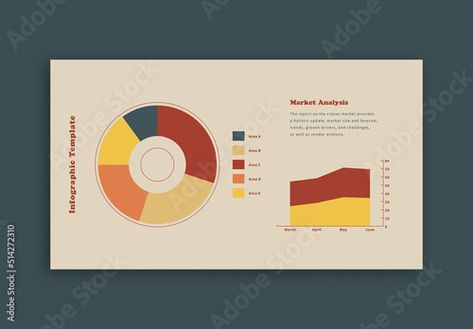 Infographic Template
Area A
Area B
Area C
Area D
Area E
Market Analysis
The report on the cranes market provides
a holistic update, market size and forecast,
trends, growth drivers, and challenges,
as well as vendor analysis.
80
70
60
50
40
30
20
10
0
March April May June
Adobe Stock
514272310